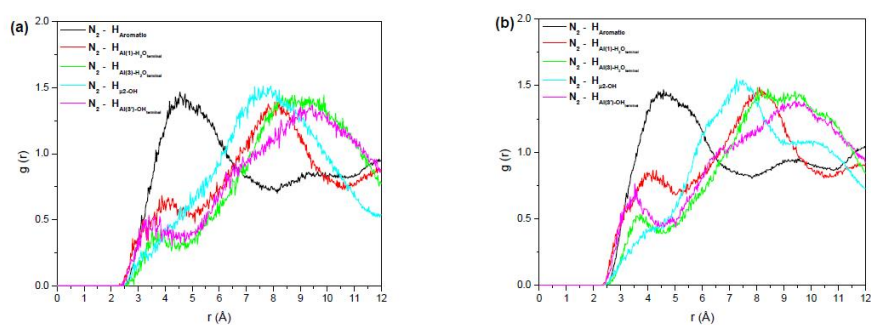 (a)
N2 - HAromatic
N2 - HAl(1)-H2Oterminal
N2 - HAl(3)-H2Oterminal
N2 - Hμ2-OH
N2 - HAl(3')-OHterminal
g (r)
2.0
1.5
1.0
0.5
0.0
0 1 2 3 4 5 6 7 8 9 10 11 12
r (Å)
(b)
N2 - HAromatic
N2 - HAl(1)-H2Oterminal
N2 - HAl(3)-H2Oterminal
N2 - Hμ2-OH
N2 - HAl(3')-OHterminal
g (r)
2.0
1.5
1.0
0.5
0.0
0 1 2 3 4 5 6 7 8 9 10 11 12
r (Å)